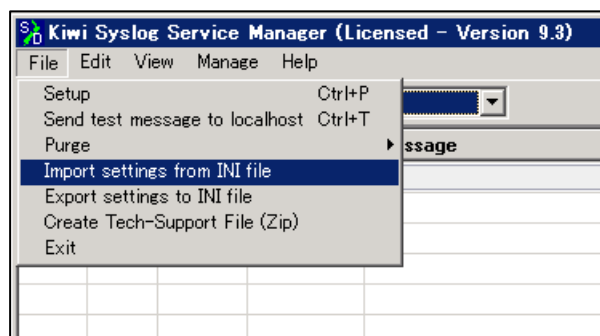 Kiwi Syslog Service Manager (Licensed - Version 9.3)
File Edit View Manage Help
Setup Ctrl+P
Send test message to localhost Ctrl+T
Purge
ssage
Import settings from INI file
Export settings to INI file
Create Tech-Support File (Zip)
Exit